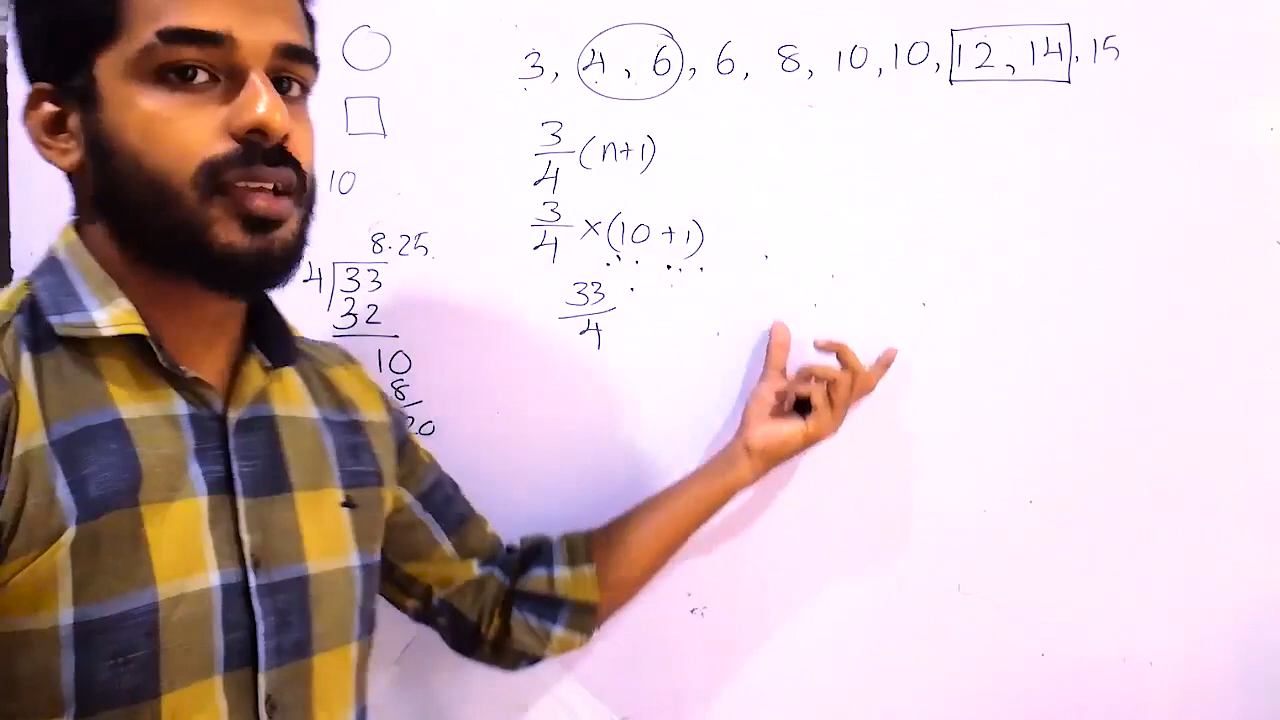 3, 4, 6, 6, 8, 10, 10, 12, 14, 15
3/4 (n+1)
10
3/4 × (10 + 1)
8.25
4 33
32
33/4
10
8
20